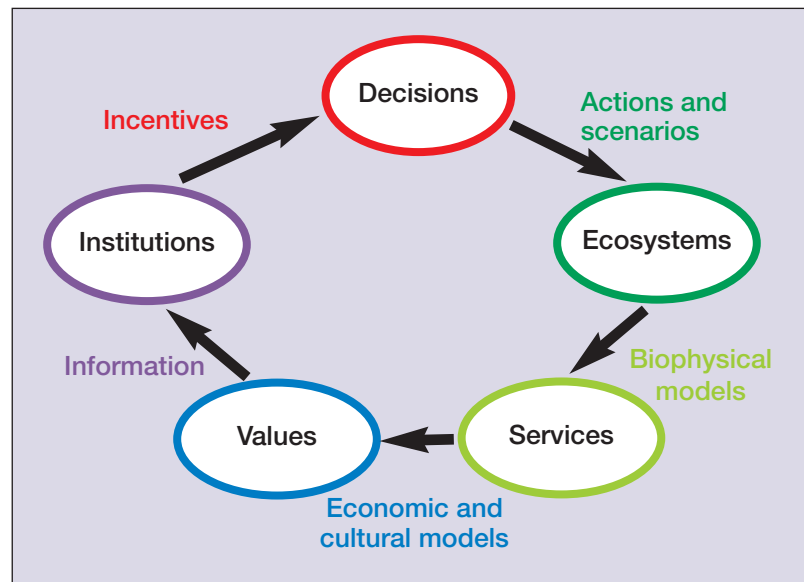 Decisions
Actions and
scenarios
Ecosystems
Biophysical
models
Services
Economic and
cultural models
Values
Information
Institutions
Incentives